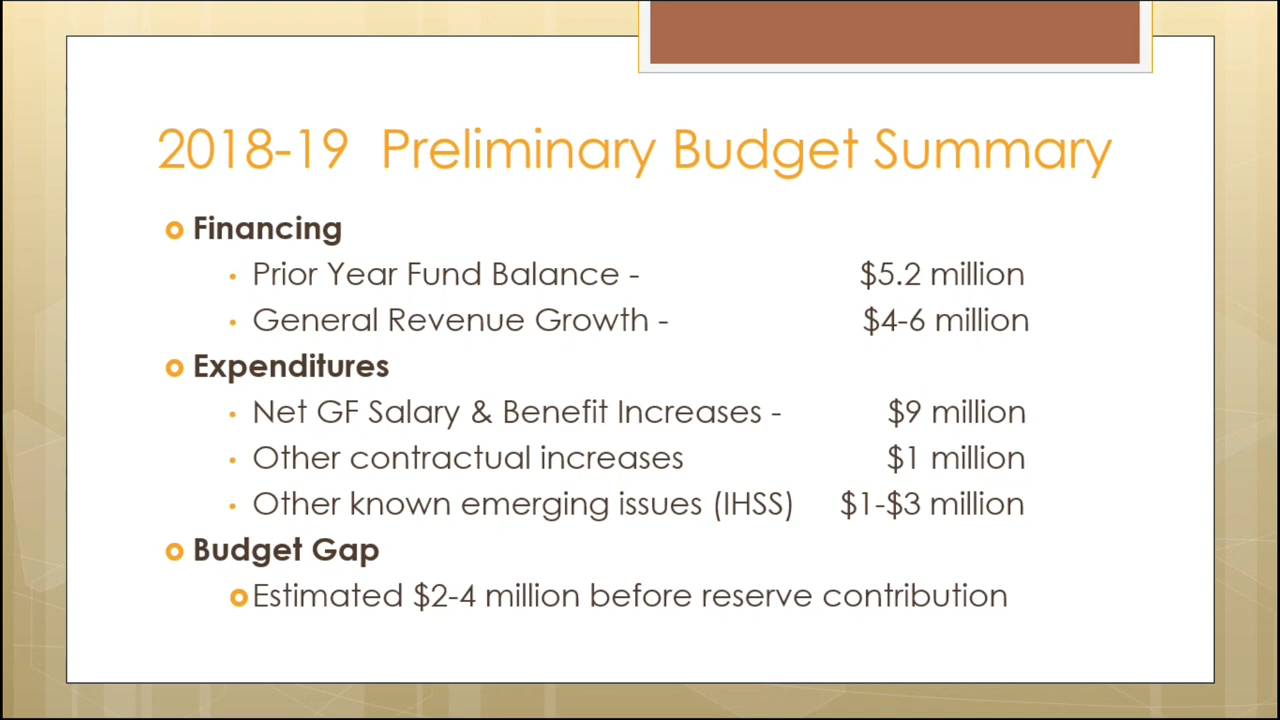 2018-19 Preliminary Budget Summary
Financing
Prior Year Fund Balance - $5.2 million
General Revenue Growth - $4-6 million
Expenditures
Net GF Salary & Benefit Increases - $9 million
Other contractual increases $1 million
Other known emerging issues (IHSS) $1-$3 million
Budget Gap
Estimated $2-4 million before reserve contribution